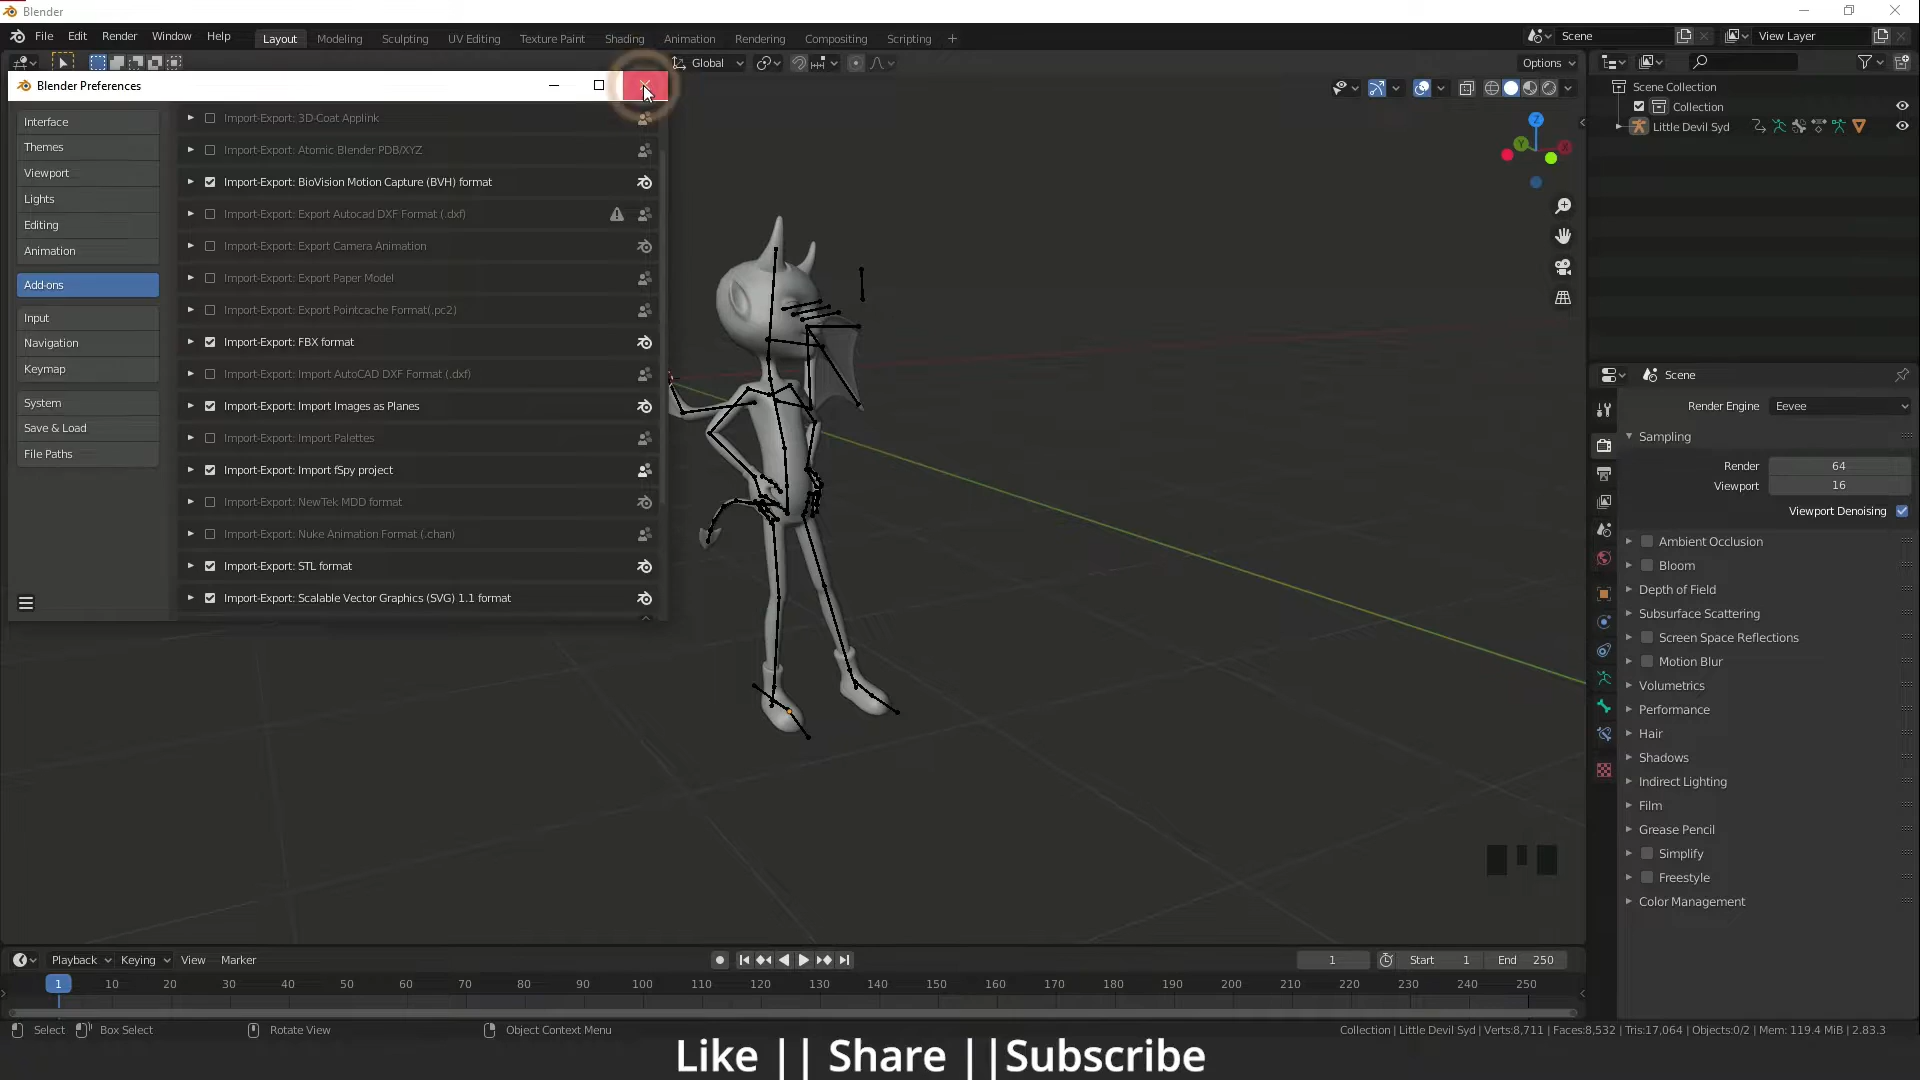 Blender
File Edit Render Window Help Layout Modeling Sculpting UV Editing Texture Paint Shading Animation Rendering Compositing Scripting Scene View Layer
Global Options
Blender Preferences
Interface
Themes
Viewport
Lights
Editing
Animation
Add-ons
Input
Navigation
Keymap
System
Save & Load
File Paths
Import-Export: 3D-Coat Applink
Import-Export: Atomic Blender PDB/XYZ
Import-Export: BioVision Motion Capture (BVH) format
Import-Export: Export Autocad DXF Format (.dxf)
Import-Export: Export Camera Animation
Import-Export: Export Paper Model
Import-Export: Export Pointcache Format(.pc2)
Import-Export: FBX format
Import-Export: Import AutoCAD DXF Format (.dxf)
Import-Export: Import Images as Planes
Import-Export: Import Palettes
Import-Export: Import fSpy project
Import-Export: NewTek MDD format
Import-Export: Nuke Animation Format (.chan)
Import-Export: STL format
Import-Export: Scalable Vector Graphics (SVG) 1.1 format
Z
Y
X
Scene Collection
Collection
Little Devil Syd
Scene
Render Engine Eevee
Sampling
Render 64
Viewport 16
Viewport Denoising
Ambient Occlusion
Bloom
Depth of Field
Subsurface Scattering
Screen Space Reflections
Motion Blur
Volumetrics
Performance
Hair
Shadows
Indirect Lighting
Film
Grease Pencil
Simplify
Freestyle
Color Management
Playback Keying View Marker 1 Start 1 End 250
1 10 20 30 40 50 60 70 80 90 100 110 120 130 140 150 160 170 180 190 200 210 220 230 240 250
Select Box Select Rotate View Object Context Menu Collection | Little Devil Syd | Verts:8,711 | Faces:8,532 | Tris:17,064 | Objects:0/2 | Mem: 119.4 MiB | 2.83.3
Like || Share ||Subscribe